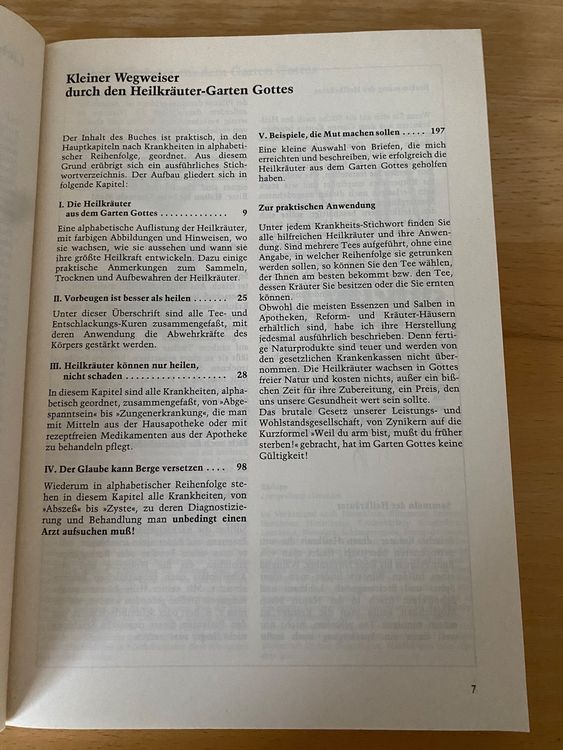 Kleiner Wegweiser
durch den Heilkräuter-Garten Gottes
Der Inhalt des Buches ist praktisch, in den
Hauptkapiteln nach Krankheiten in alphabeti-
scher Reihenfolge, geordnet. Aus diesem
Grund erübrigt sich ein ausführliches Stich-
wortverzeichnis. Der Aufbau gliedert sich in
folgende Kapitel:
I. Die Heilkräuter
aus dem Garten Gottes ............. 9
Eine alphabetische Auflistung der Heilkräuter,
mit farbigen Abbildungen und Hinweisen, wo
sie wachsen, wie sie aussehen und wann sie
ihre größte Heilkraft entwickeln. Dazu einige
praktische Anmerkungen zum Sammeln,
Trocknen und Aufbewahren der Heilkräuter.
II. Vorbeugen ist besser als heilen ....... 25
Unter dieser Überschrift sind alle Tee- und
Entschlackungs-Kuren zusammengefaßt, mit
deren Anwendung die Abwehrkräfte des
Körpers gestärkt werden.
III. Heilkräuter können nur heilen,
nicht schaden .................... 28
In diesem Kapitel sind alle Krankheiten, alpha-
betisch geordnet, zusammengefaßt, von »Abge-
spanntsein« bis »Zungenerkrankung«, die man
mit Mitteln aus der Hausapotheke oder mit
rezeptfreien Medikamenten aus der Apotheke
zu behandeln pflegt.
IV. Der Glaube kann Berge versetzen .... 98
Wiederum in alphabetischer Reihenfolge ste-
hen in diesem Kapitel alle Krankheiten, von
»Abszeß« bis »Zyste«, zu deren Diagnostizie-
rung und Behandlung man unbedingt einen
Arzt aufsuchen muß!
V. Beispiele, die Mut machen sollen ..... 197
Eine kleine Auswahl von Briefen, die mich
erreichten und beschreiben, wie erfolgreich die
Heilkräuter aus dem Garten Gottes geholfen
haben.
Zur praktischen Anwendung
Unter jedem Krankheits-Stichwort finden Sie
alle hilfreichen Heilkräuter und ihre Anwen-
dung. Sind mehrere Tees aufgeführt, ohne eine
Angabe, in welcher Reihenfolge sie getrunken
werden sollen, so können Sie den Tee wählen,
der Ihnen am besten bekommt bzw. den Tee,
dessen Kräuter Sie besitzen oder die Sie ernten
können.
Obwohl die meisten Essenzen und Salben in
Apotheken, Reform- und Kräuter-Häusern
erhältlich sind, habe ich ihre Herstellung
jedesmal ausführlich beschrieben. Denn ferti-
ge Naturprodukte sind teuer und werden von
den gesetzlichen Krankenkassen nicht über-
nommen. Die Heilkräuter wachsen in Gottes
freier Natur und kosten nichts, außer ein biß-
chen Zeit für ihre Zubereitung, ein Preis, den
uns unsere Gesundheit wert sein sollte.
Das brutale Gesetz unserer Leistungs- und
Wohlstandsgesellschaft, von Zynikern auf die
Kurzformel »Weil du arm bist, mußt du früher
sterben!« gebracht, hat im Garten Gottes keine
Gültigkeit!
7